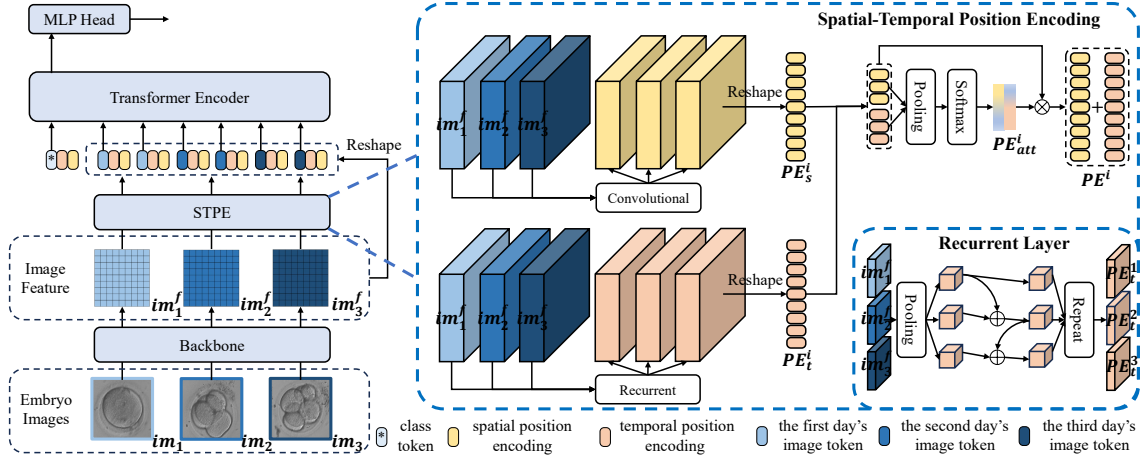 MLP Head
Transformer Encoder
*
Reshape
STPE
Image
Feature
im₁ᶠ
im₂ᶠ
im₃ᶠ
Backbone
Embryo
Images
im₁
im₂
im₃
Spatial-Temporal Position Encoding
im₁ᶠ
im₂ᶠ
im₃ᶠ
Convolutional
Reshape
PEₛⁱ
Pooling
Softmax
PEᵢₐₜₜ
PEⁱ
im₁ᶠ
im₂ᶠ
im₃ᶠ
Recurrent
Reshape
PEₜⁱ
Recurrent Layer
im₁ᶠ
im₂ᶠ
im₃ᶠ
Pooling
Repeat
PEₜ¹
PEₜ²
PEₜ³
* class
token
spatial position
encoding
temporal position
encoding
the first day's
image token
the second day's
image token
the third day's
image token